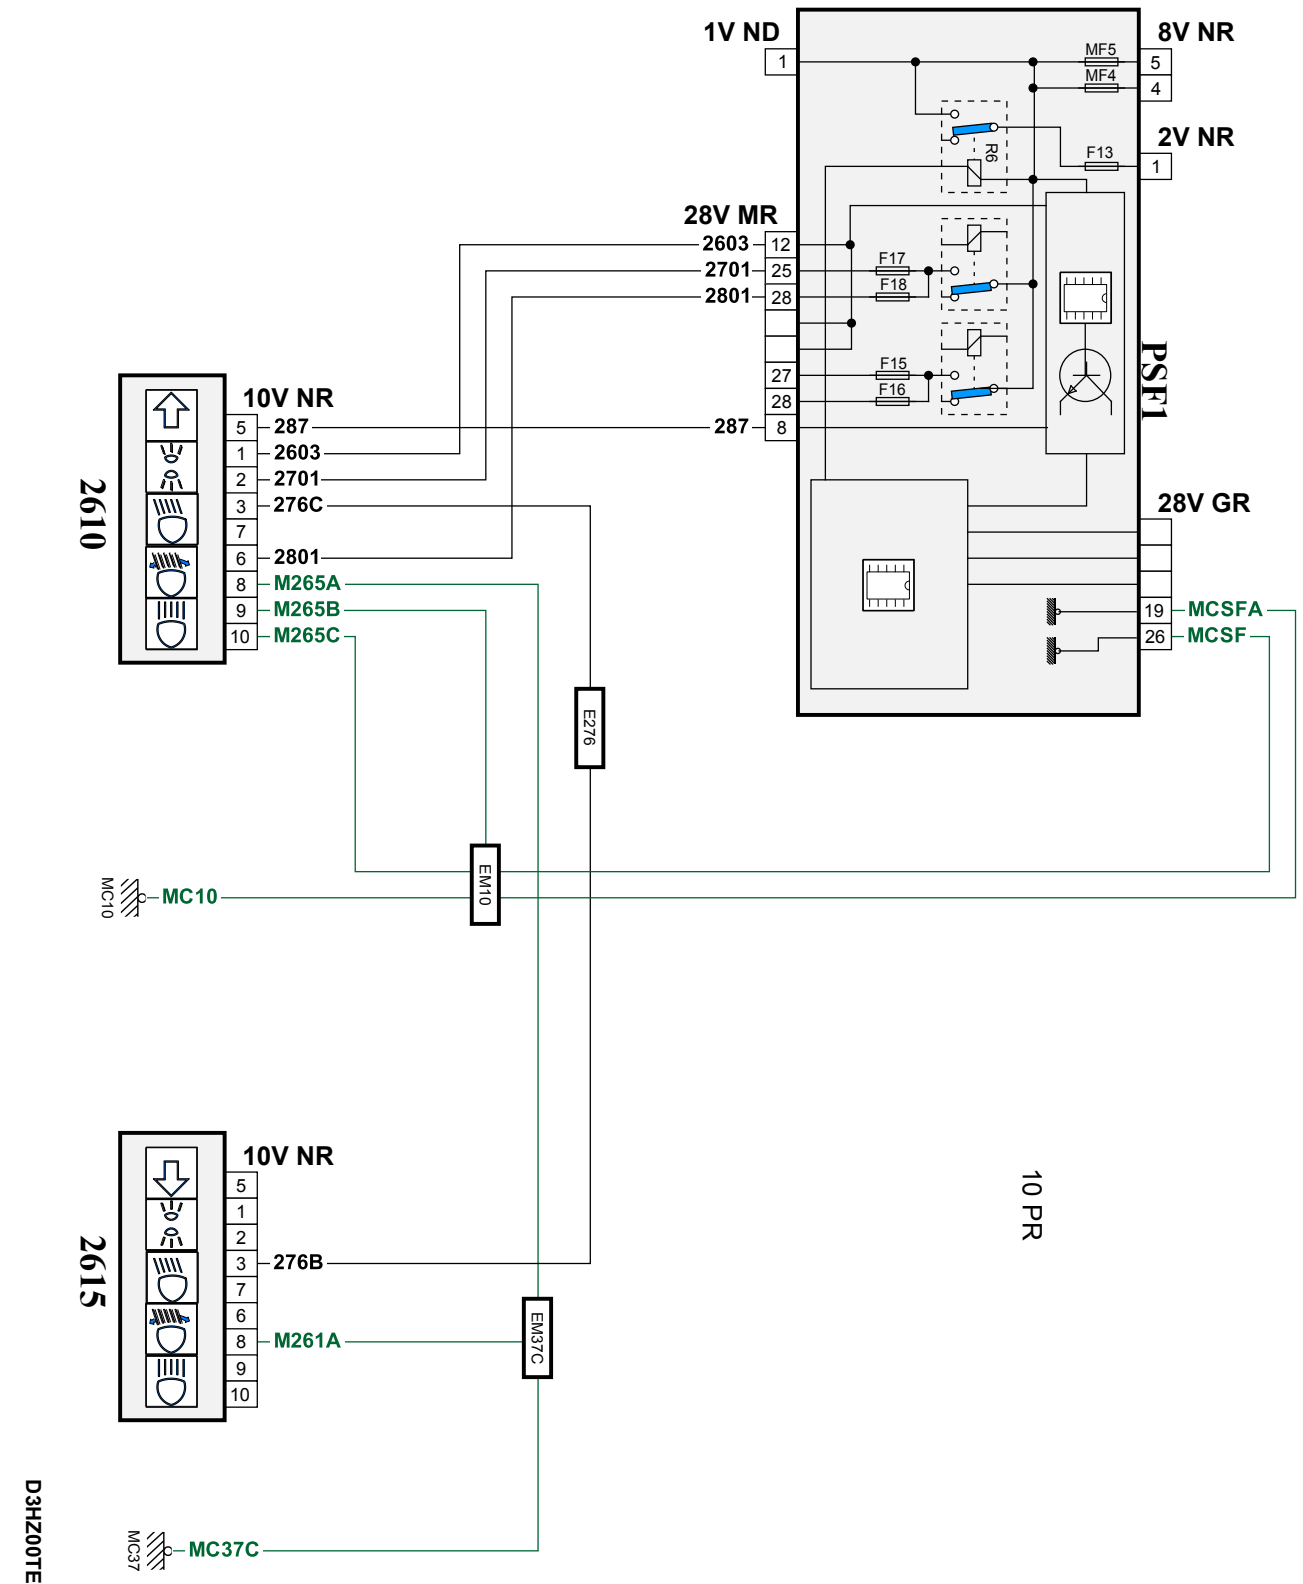 1V ND
1
8V NR
MF5
5
MF4
4
2V NR
F13
1
R6
28V MR
2603
12
2701
25
F17
2801
28
F18
27
F15
28
F16
287
8
PSF1
28V GR
19
MCSFA
26
MCSF
10V NR
5
287
1
2603
2
2701
3
276C
7
6
2801
8
M265A
9
M265B
10
M265C
2610
E276
EM10
MC10
MC10
10V NR
5
1
2
3
276B
7
6
8
M261A
9
10
2615
EM37C
10 PR
MC37
MC37C
D3HZ00TE